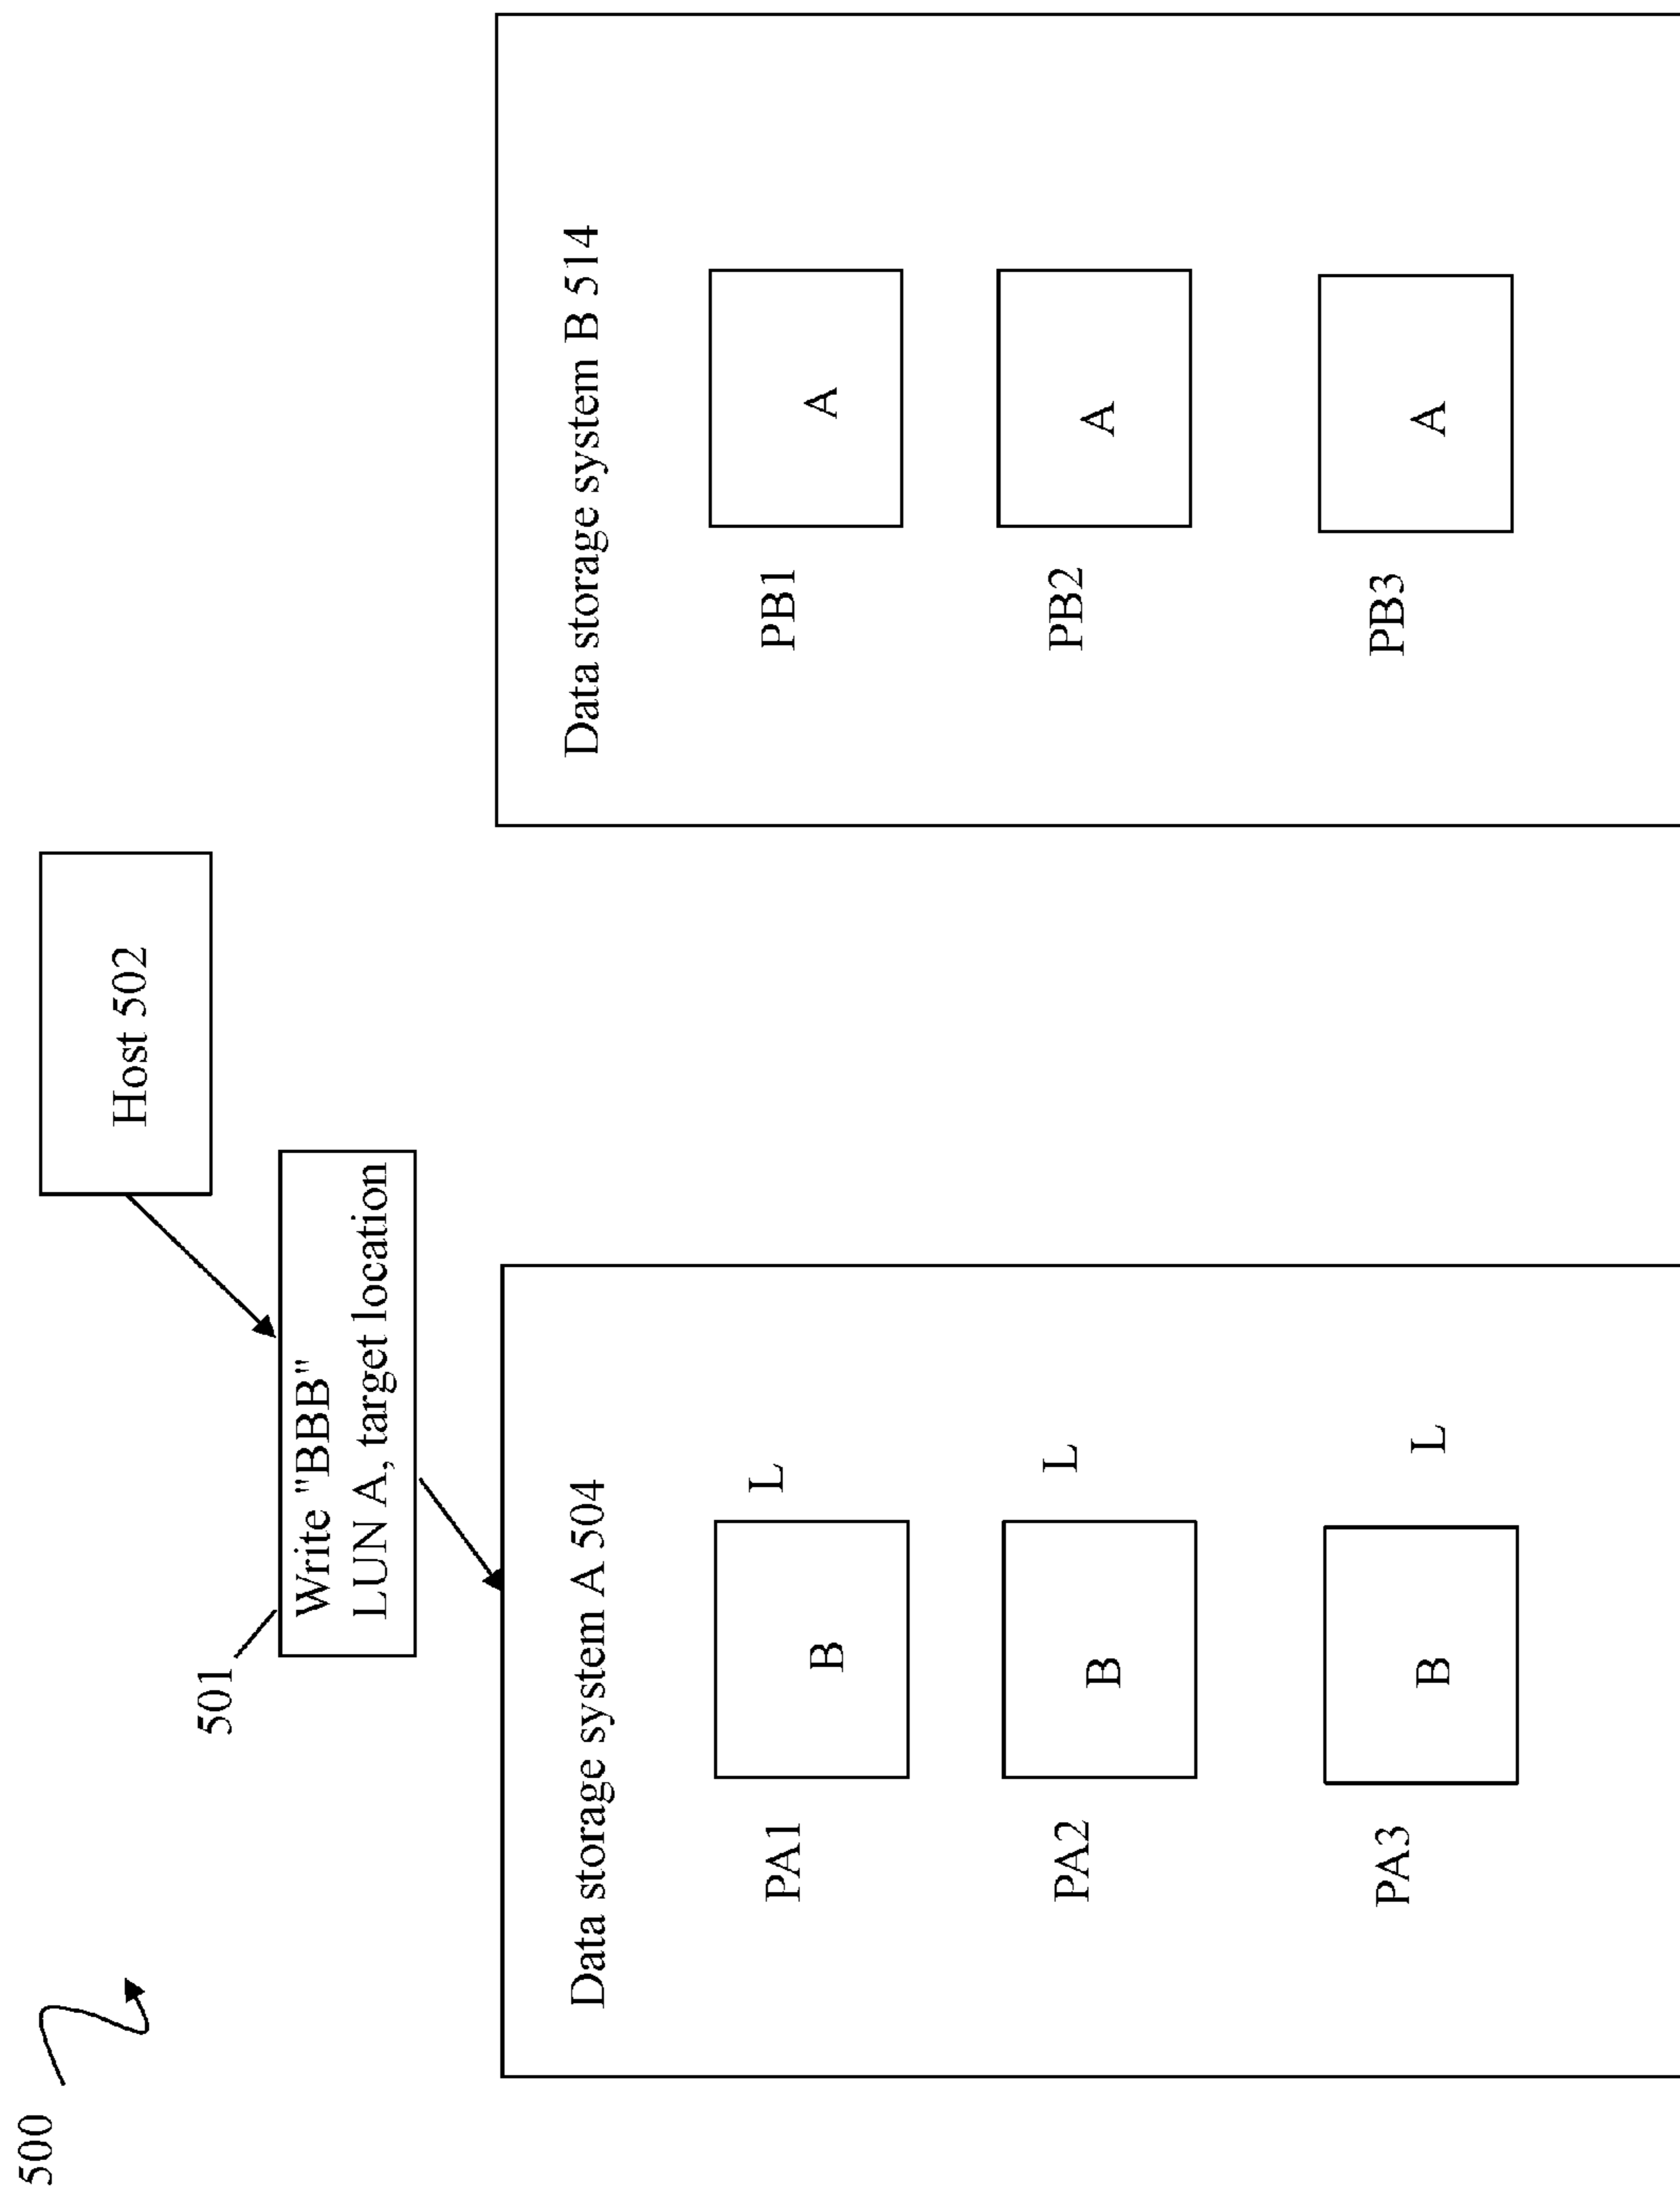 500
Host 502
501
Write "BBB"
LUN A, target location
Data storage system A 504
PA1
B
L
PA2
B
L
PA3
B
L
Data storage system B 514
PB1
A
PB2
A
PB3
A